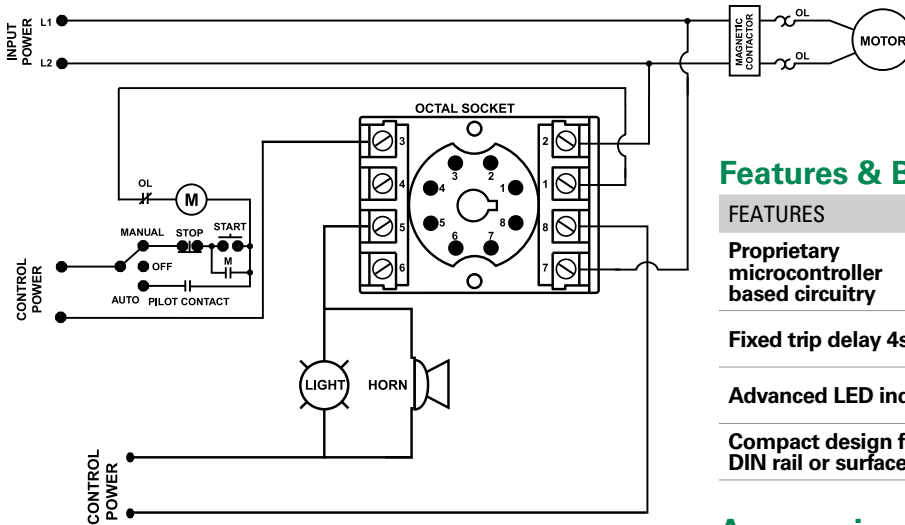 INPUT
POWER
L1
L2
MAGNETIC
CONTACTOR
OL
OL
MOTOR
OCTAL SOCKET
3
4
5
6
2
1
8
7
3
2
4
1
5
8
6
7
OL
M
MANUAL
STOP
START
OFF
M
AUTO
PILOT CONTACT
CONTROL
POWER
LIGHT
HORN
CONTROL
POWER
Features & B
FEATURES
Proprietary
microcontroller
based circuitry
Fixed trip delay 4s
Advanced LED ind
Compact design f
DIN rail or surface